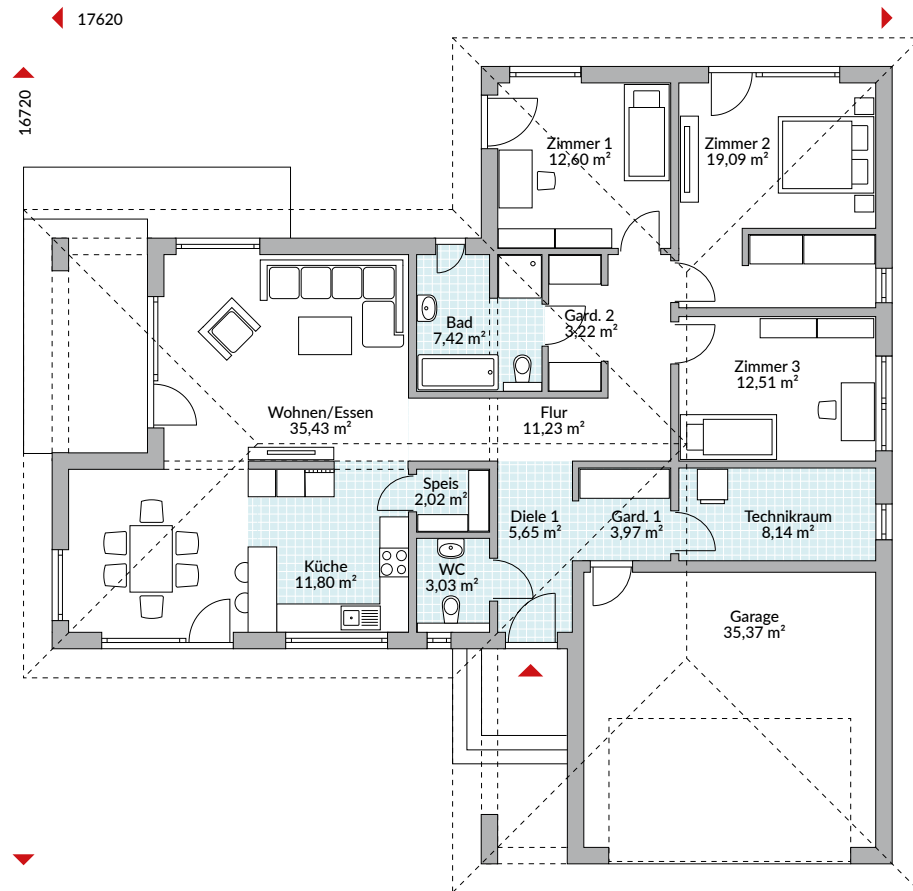 17620
16720
Zimmer 1
12,60 m²
Zimmer 2
19,09 m²
Bad
7,42 m²
Gard. 2
3,22 m²
Zimmer 3
12,51 m²
Wohnen/Essen
35,43 m²
Flur
11,23 m²
Speis
2,02 m²
Diele 1
5,65 m²
Gard. 1
3,97 m²
Technikraum
8,14 m²
Küche
11,80 m²
WC
3,03 m²
Garage
35,37 m²